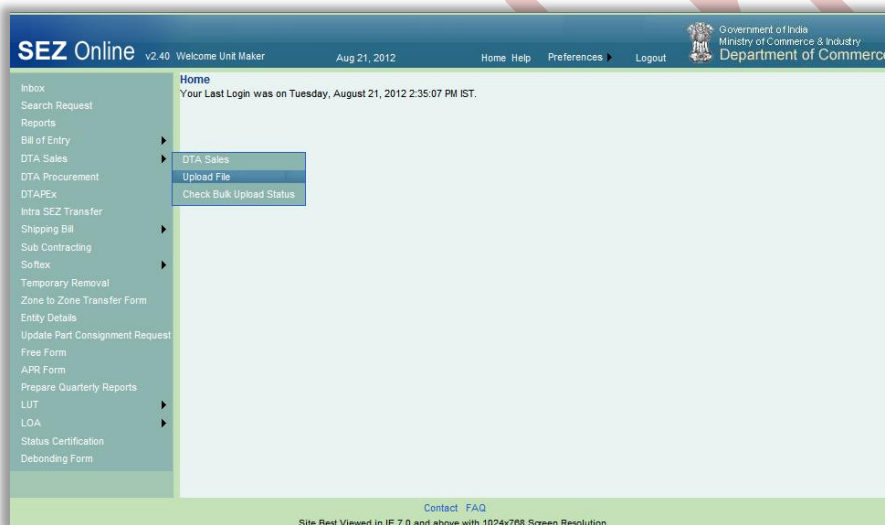 SEZ Online v2.40 Welcome Unit Maker Aug 21, 2012 Home Help Preferences Logout
Government of India
Ministry of Commerce & Industry
Department of Commerc
Home
Your Last Login was on Tuesday, August 21, 2012 2:35:07 PM IST.
Inbox
Search Request
Reports
Bill of Entry
DTA Sales
DTA Procurement
DTAPEx
Intra SEZ Transfer
Shipping Bill
Sub Contracting
Softex
Temporary Removal
Zone to Zone Transfer Form
Entity Details
Update Part Consignment Request
Free Form
APR Form
Prepare Quarterly Reports
LUT
LOA
Status Certification
Debonding Form
DTA Sales
Upload File
Check Bulk Upload Status
Contact FAQ
Site Best Viewed in IE 7.0 and above with 1024x768 Screen Resolution